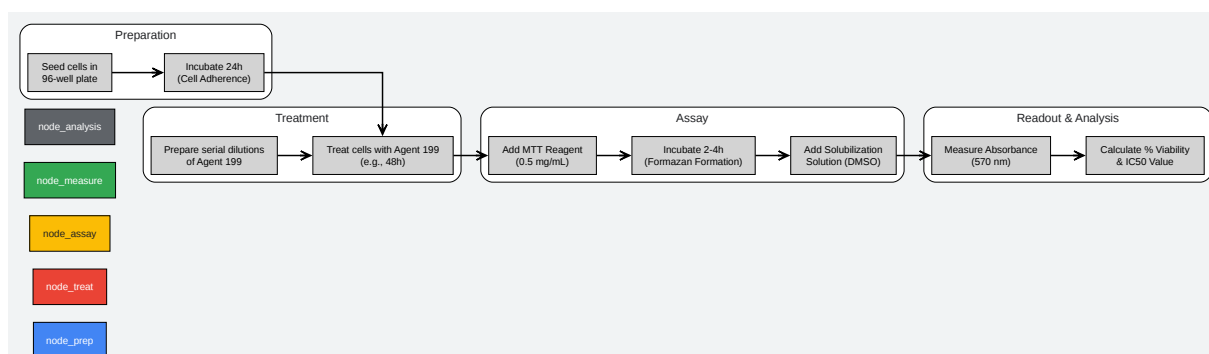 Preparation
Seed cells in
96-well plate
Incubate 24h
(Cell Adherence)
node_analysis
Treatment
Prepare serial dilutions
of Agent 199
Treat cells with Agent 199
(e.g., 48h)
Assay
Add MTT Reagent
(0.5 mg/mL)
Incubate 2-4h
(Formazan Formation)
Add Solubilization
Solution (DMSO)
Readout & Analysis
Measure Absorbance
(570 nm)
Calculate % Viability
& IC50 Value
node_measure
node_assay
node_treat
node_prep